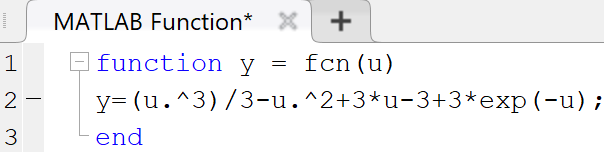 MATLAB Function*
1 function y = fcn(u)
2 y=(u.^3)/3-u.^2+3*u-3+3*exp(-u);
3 end